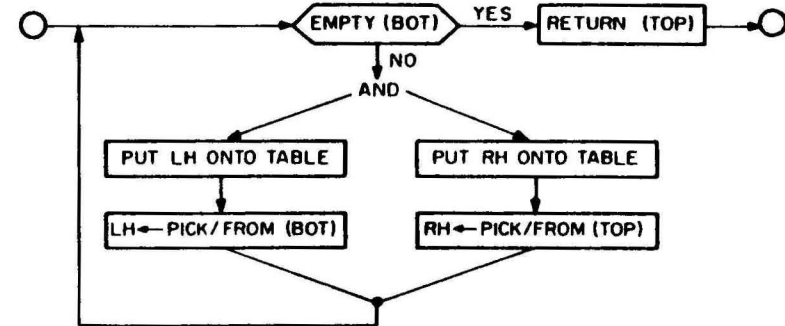 EMPTY (BOT)
YES
RETURN (TOP)
NO
AND
PUT LH ONTO TABLE
PUT RH ONTO TABLE
LH←PICK/FROM (BOT)
RH←PICK/FROM (TOP)